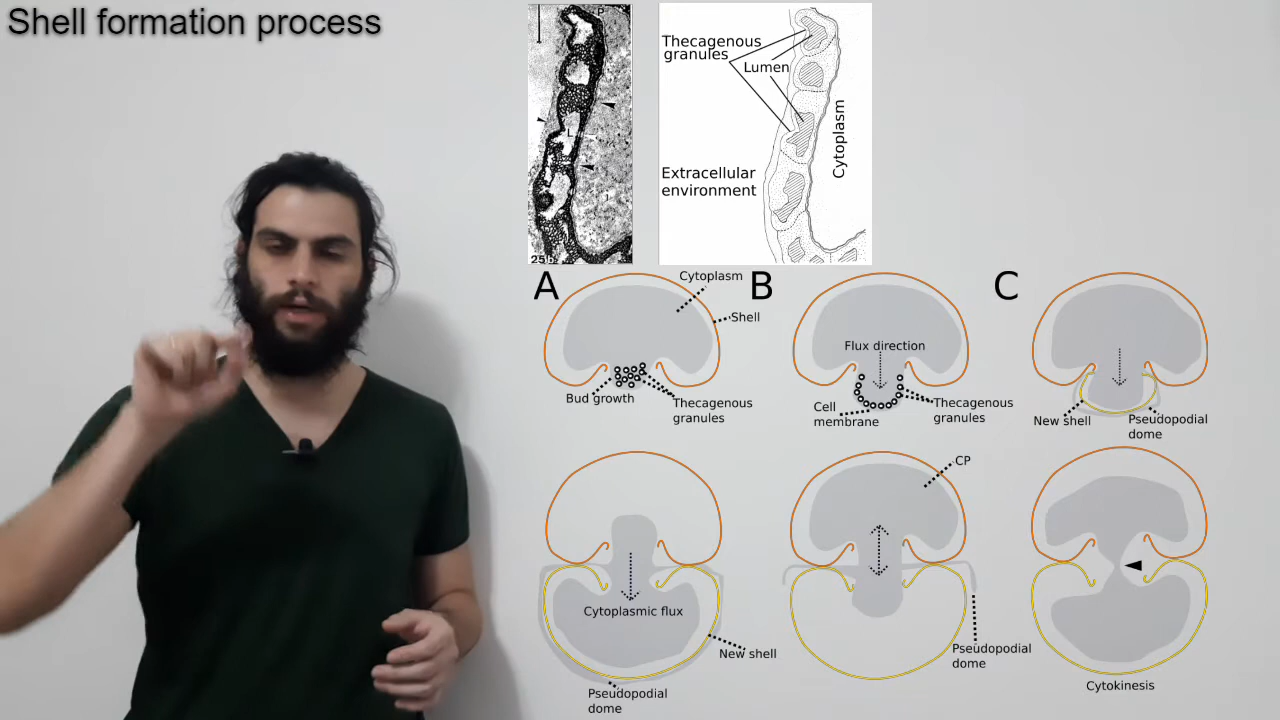 Shell formation process
P
L
25b
Thecagenous
granules
Lumen
Cytoplasm
Extracellular
environment
A
Cytoplasm
Shell
Bud growth
Thecagenous
granules
B
Flux direction
Cell
membrane
Thecagenous
granules
C
New shell
Pseudopodial
dome
Cytoplasmic flux
New shell
Pseudopodial
dome
CP
Pseudopodial
dome
Cytokinesis